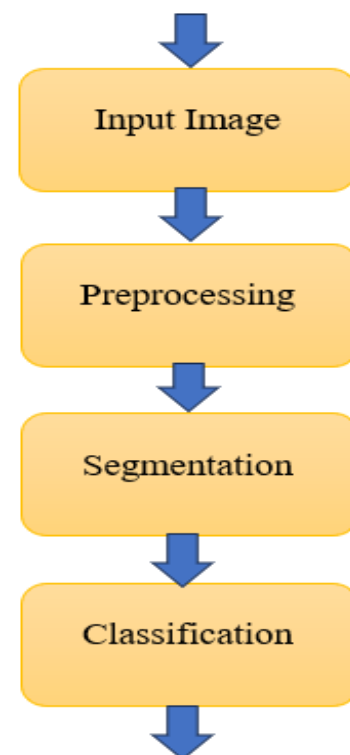 Input Image
Preprocessing
Segmentation
Classification